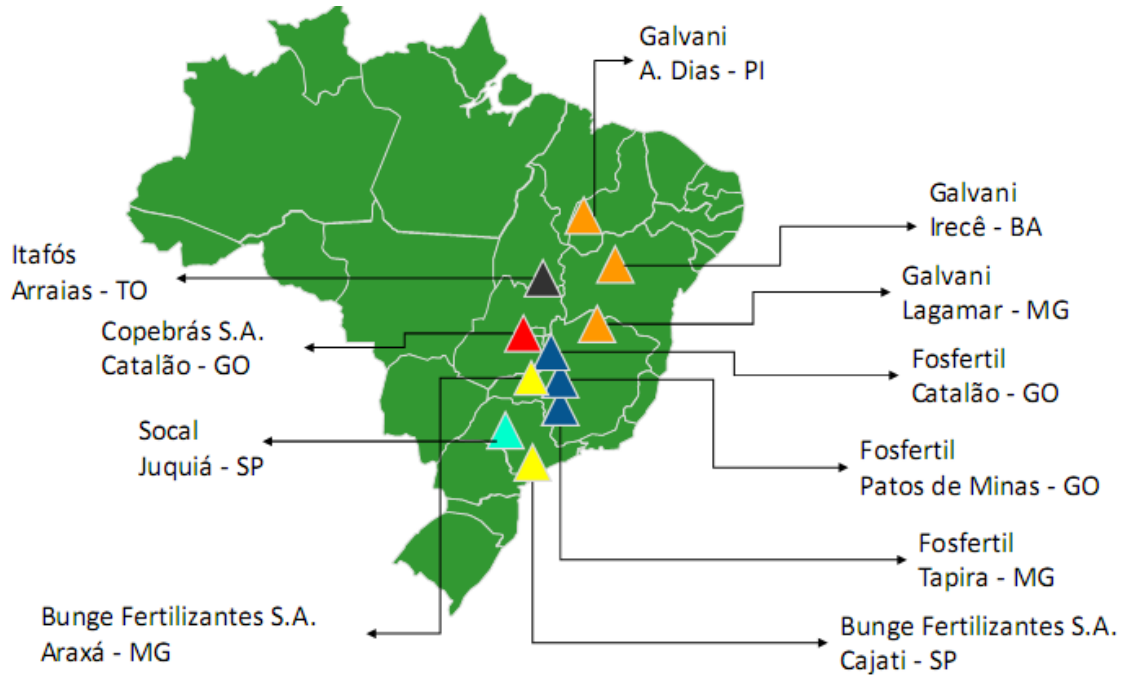 Galvani
A. Dias - PI
Galvani
Irecê - BA
Itafós
Arraias - TO
Galvani
Lagamar - MG
Copebrás S.A.
Catalão - GO
Fosfertil
Catalão - GO
Socal
Juquiá - SP
Fosfertil
Patos de Minas - GO
Fosfertil
Tapira - MG
Bunge Fertilizantes S.A.
Araxá - MG
Bunge Fertilizantes S.A.
Cajati - SP